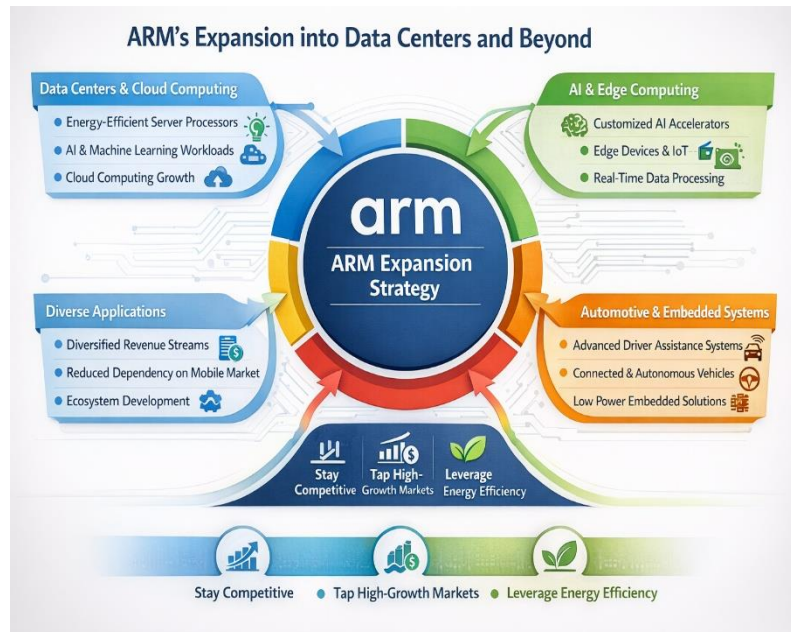 ARM's Expansion into Data Centers and Beyond
Data Centers & Cloud Computing
Energy-Efficient Server Processors
AI & Machine Learning Workloads
Cloud Computing Growth
AI & Edge Computing
Customized AI Accelerators
Edge Devices & IoT
Real-Time Data Processing
arm
ARM Expansion
Strategy
Diverse Applications
Diversified Revenue Streams
Reduced Dependency on Mobile Market
Ecosystem Development
Automotive & Embedded Systems
Advanced Driver Assistance Systems
Connected & Autonomous Vehicles
Low Power Embedded Solutions
Stay
Competitive
Tap High-
Growth Markets
Leverage
Energy Efficiency
Stay Competitive
Tap High-Growth Markets
Leverage Energy Efficiency